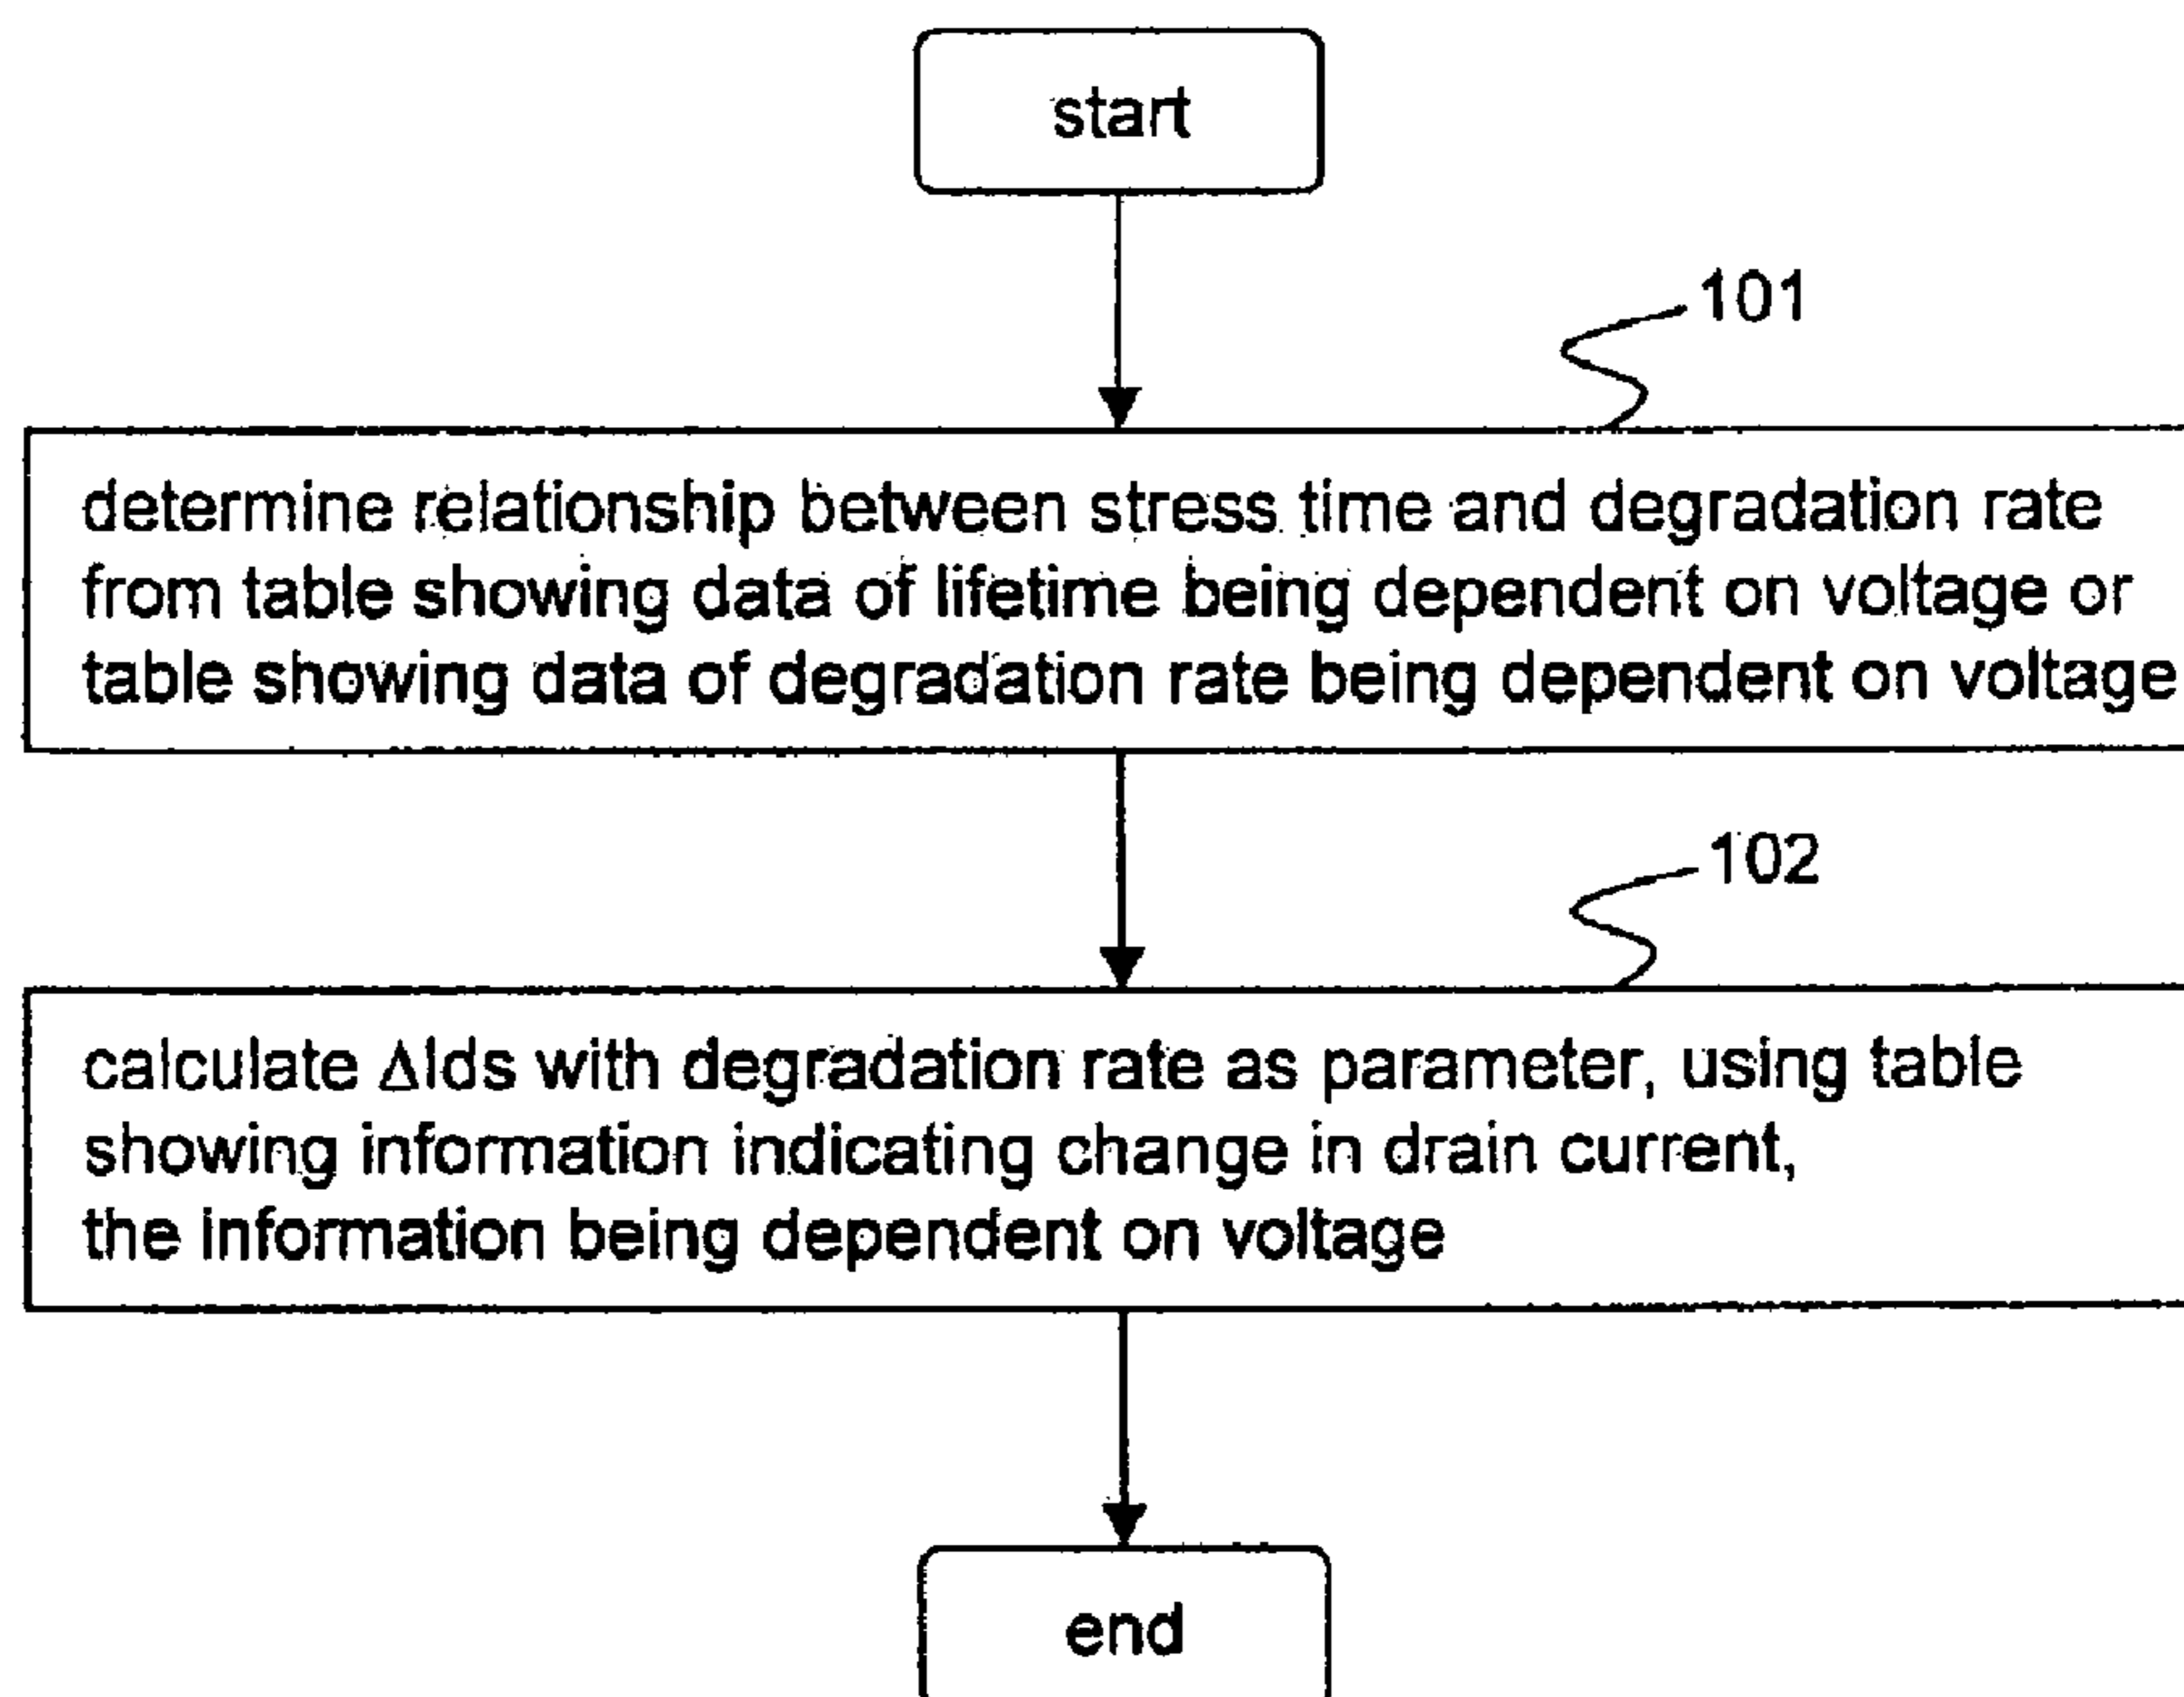 start
101
determine relationship between stress time and degradation rate
from table showing data of lifetime being dependent on voltage or
table showing data of degradation rate being dependent on voltage
102
calculate ΔIds with degradation rate as parameter, using table
showing information indicating change in drain current,
the information being dependent on voltage
end